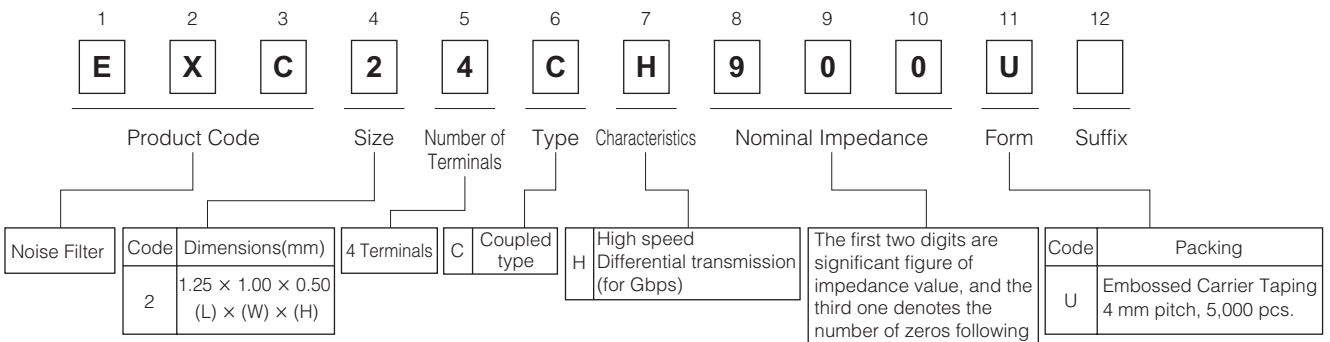 1 2 3 4 5 6 7 8 9 10 11 12
E X C 2 4 C H 9 0 0 U
Product Code Size Number of Terminals Type Characteristics Nominal Impedance Form Suffix
Noise Filter
Code Dimensions(mm)
2 1.25 × 1.00 × 0.50
(L) × (W) × (H)
4 Terminals
C Coupled
type
H High speed
Differential transmission
(for Gbps)
The first two digits are
significant figure of
impedance value, and the
third one denotes the
number of zeros following
Code Packing
U Embossed Carrier Taping
4 mm pitch, 5,000 pcs.